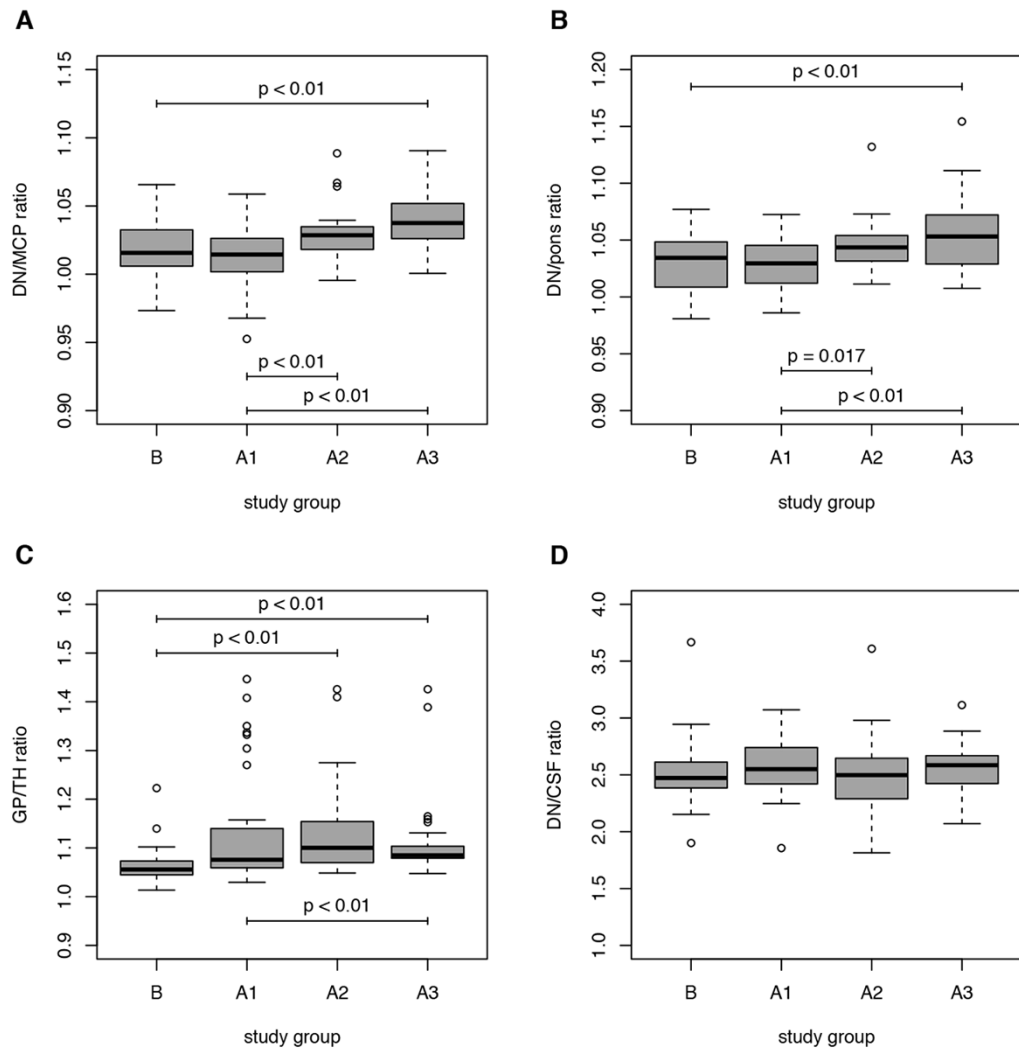 A
DN/MCP ratio
1.15
1.10
1.05
1.00
0.95
0.90
p < 0.01
p < 0.01
p < 0.01
B A1 A2 A3
study group
B
DN/pons ratio
1.20
1.15
1.10
1.05
1.00
0.95
0.90
p < 0.01
p = 0.017
p < 0.01
B A1 A2 A3
study group
C
GP/TH ratio
1.6
1.5
1.4
1.3
1.2
1.1
1.0
0.9
p < 0.01
p < 0.01
p < 0.01
B A1 A2 A3
study group
D
DN/CSF ratio
4.0
3.5
3.0
2.5
2.0
1.5
1.0
B A1 A2 A3
study group